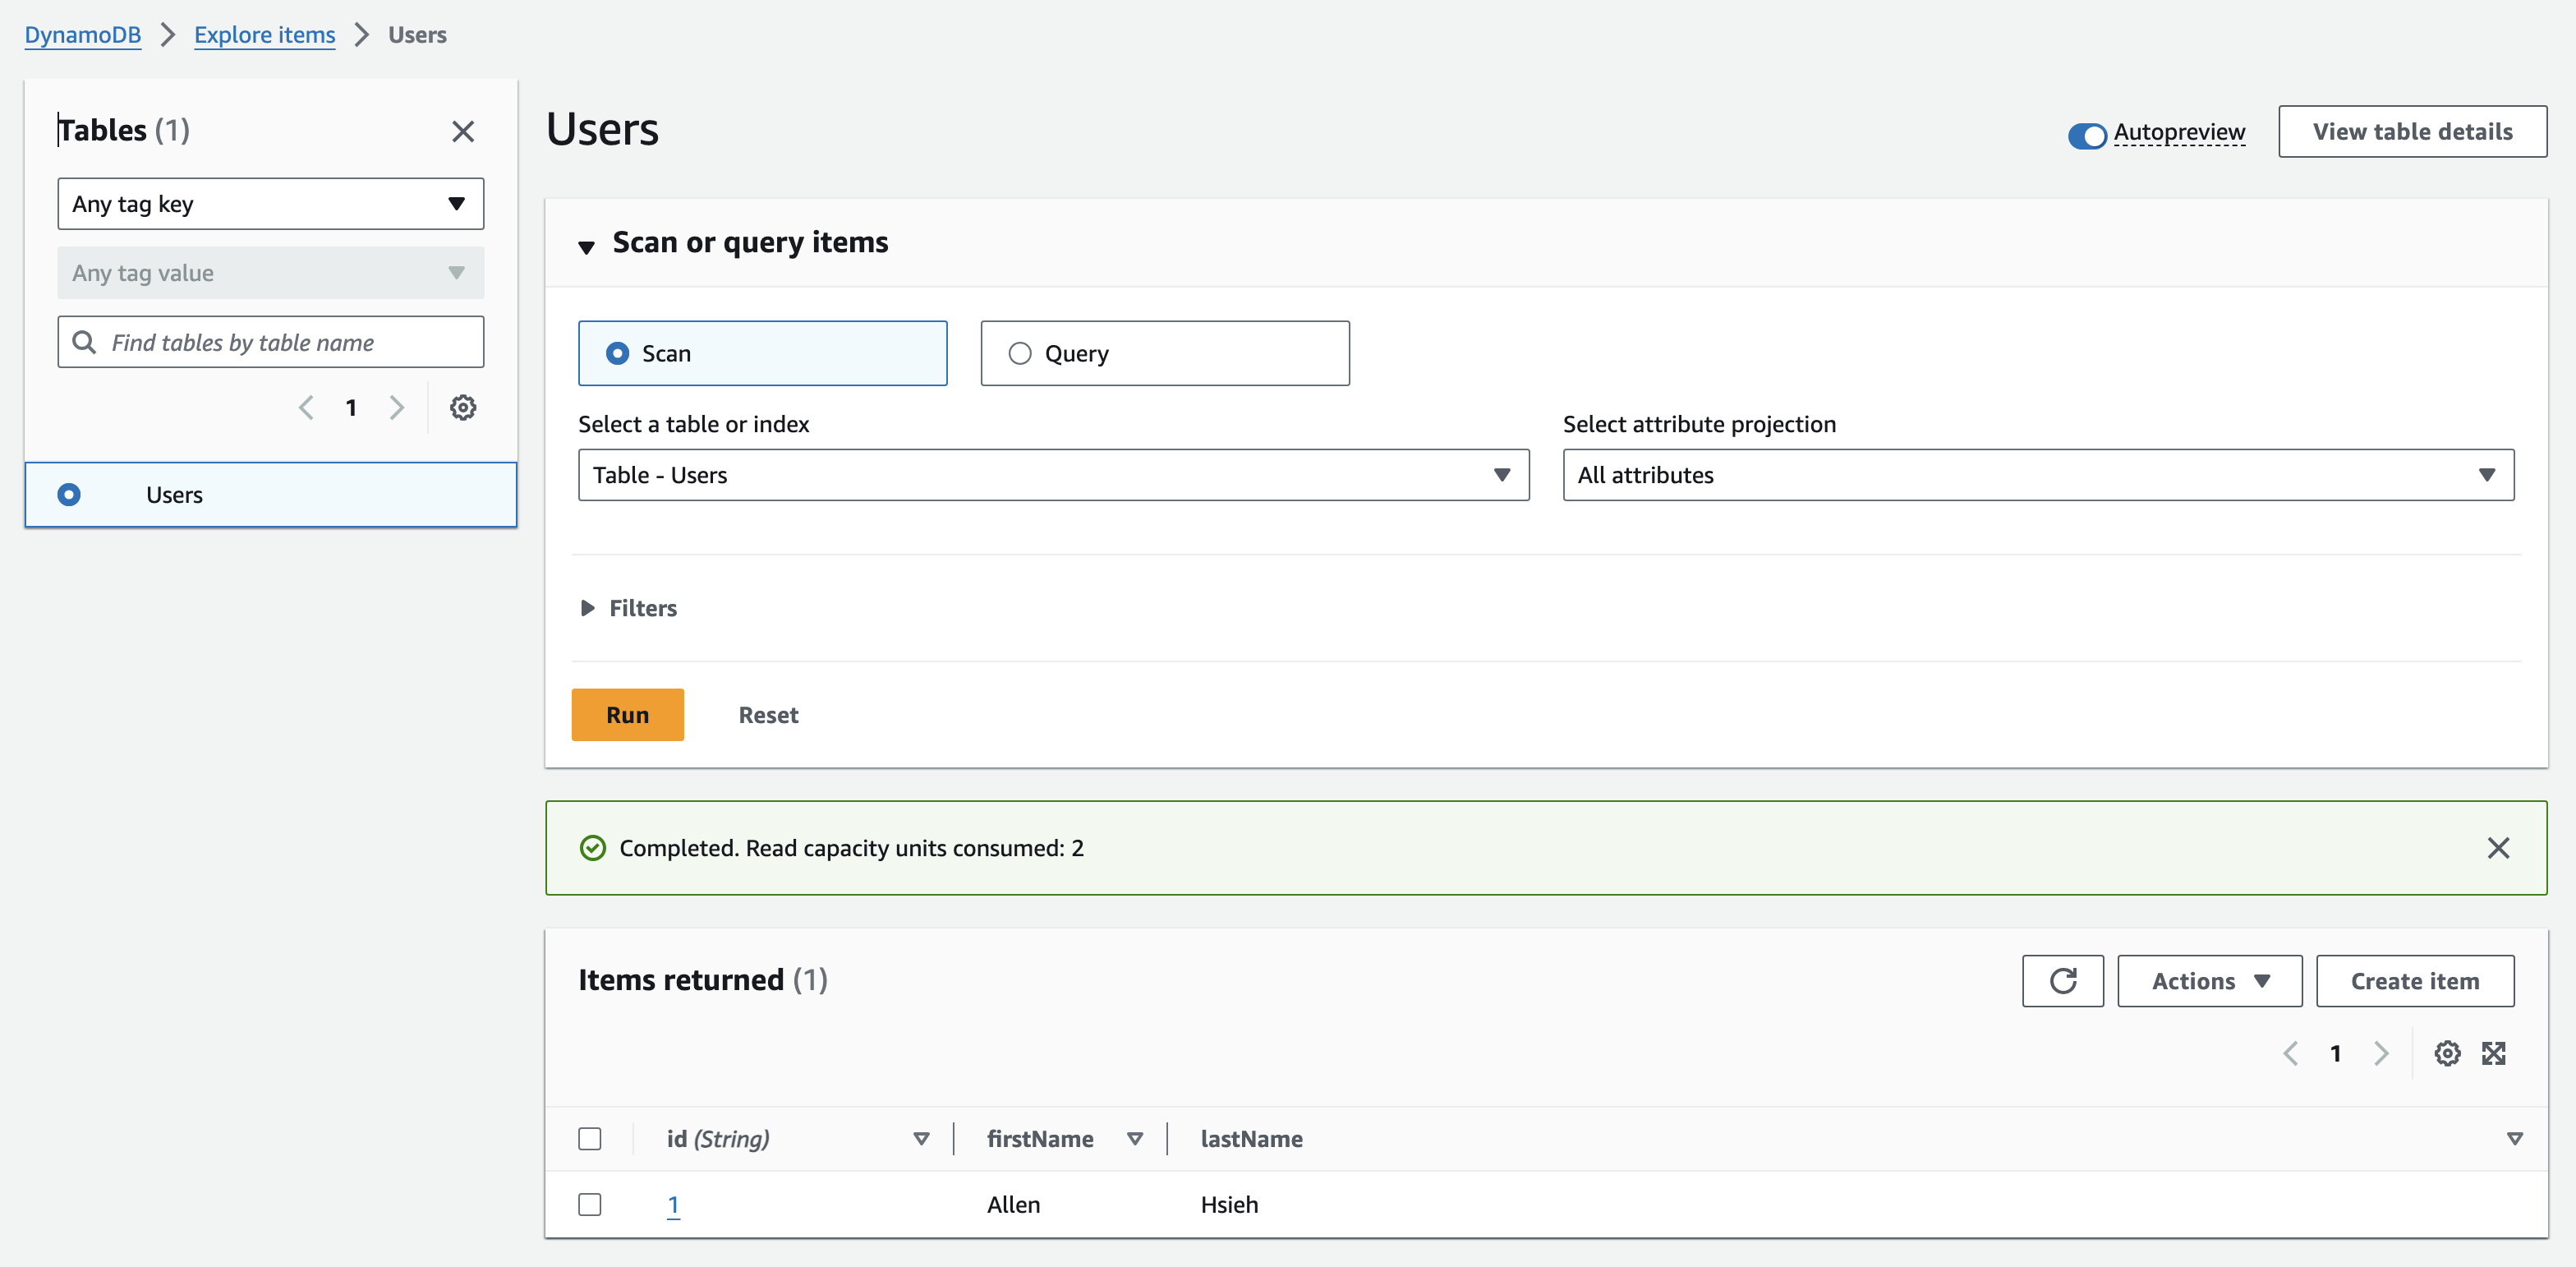 DynamoDB > Explore items > Users
Tables (1)
Any tag key
Any tag value
Find tables by table name
1
Users
Users
Autopreview
View table details
Scan or query items
Scan
Query
Select a table or index
Select attribute projection
Table - Users
All attributes
Filters
Run
Reset
Completed. Read capacity units consumed: 2
Items returned (1)
Actions
Create item
1
id (String) firstName lastName
1 Allen Hsieh